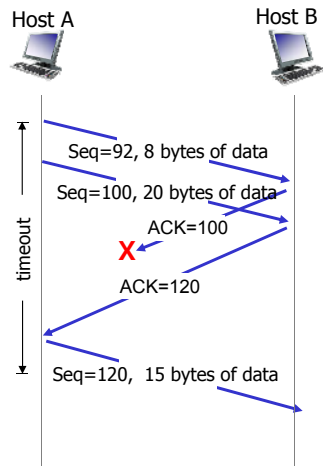 Host A
Host B
Seq=92, 8 bytes of data
Seq=100, 20 bytes of data
ACK=100
X
timeout
ACK=120
Seq=120, 15 bytes of data